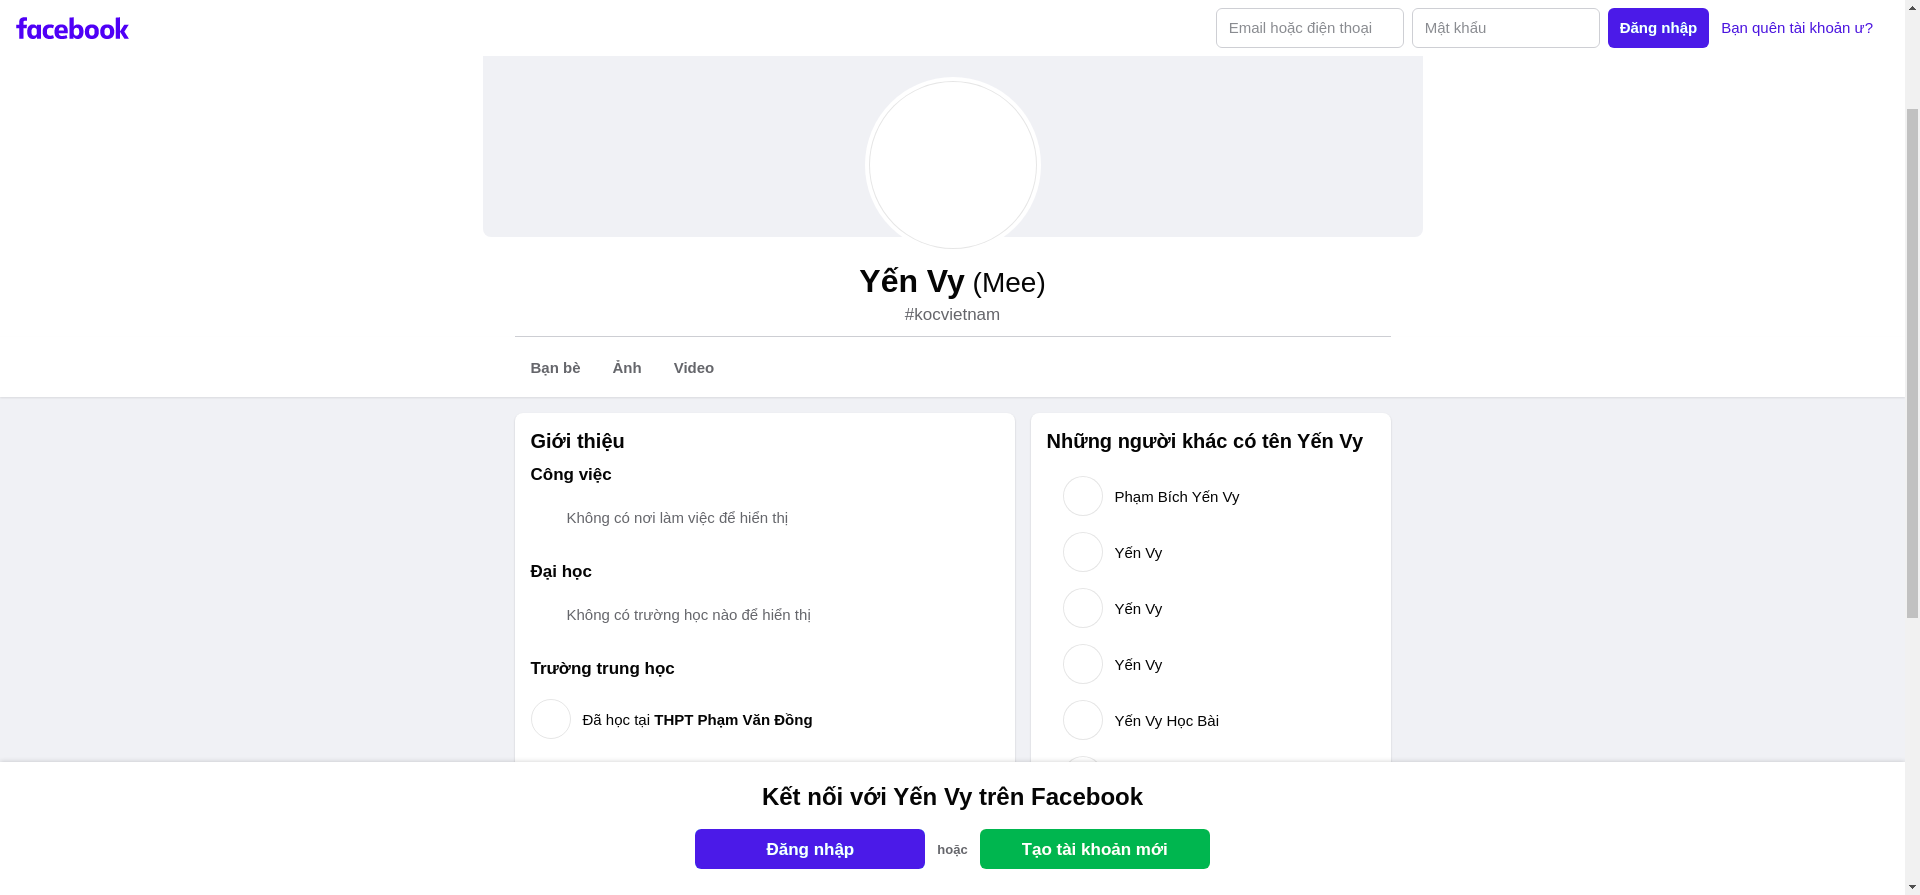 facebook
Email hoặc điện thoại
Mật khẩu
Đăng nhập
Bạn quên tài khoản ư?
Yến Vy (Mee)
#kocvietnam
Bạn bè
Ảnh
Video
Giới thiệu
Công việc
Không có nơi làm việc để hiển thị
Đại học
Không có trường học nào để hiển thị
Trường trung học
Đã học tại THPT Phạm Văn Đồng
Những người khác có tên Yến Vy
Phạm Bích Yến Vy
Yến Vy
Yến Vy
Yến Vy
Yến Vy Học Bài
Kết nối với Yến Vy trên Facebook
Đăng nhập
hoặc
Tạo tài khoản mới